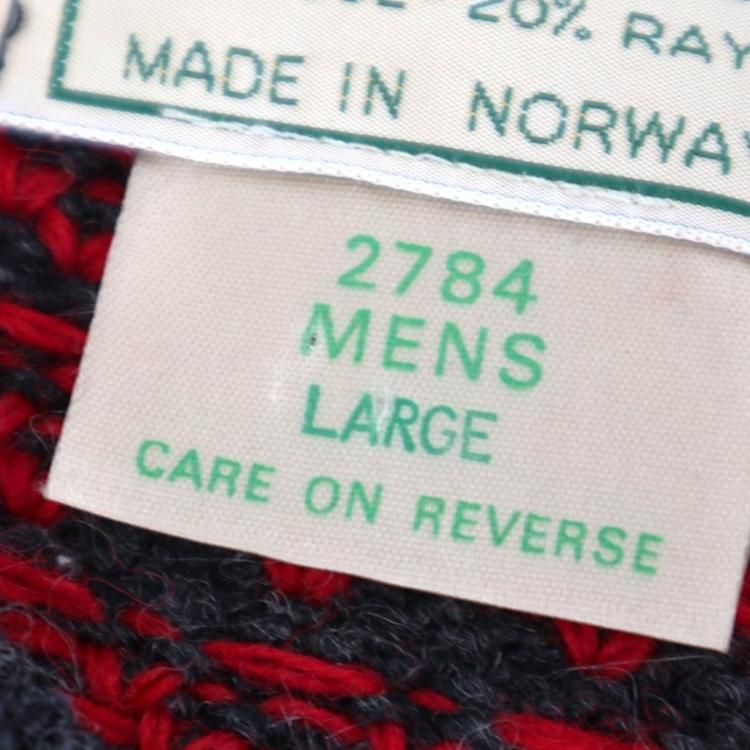 20% RAY
MADE IN NORWAY
2784
MENS
LARGE
CARE ON REVERSE